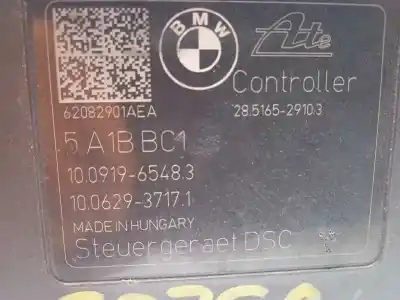 BMW
Ate
Controller
62082901AEA
28.5165-2910.3
5 A1B BC1
10.0919-6548.3
10.0629-3717.1
MADE IN HUNGARY
Steuergeraet DSC